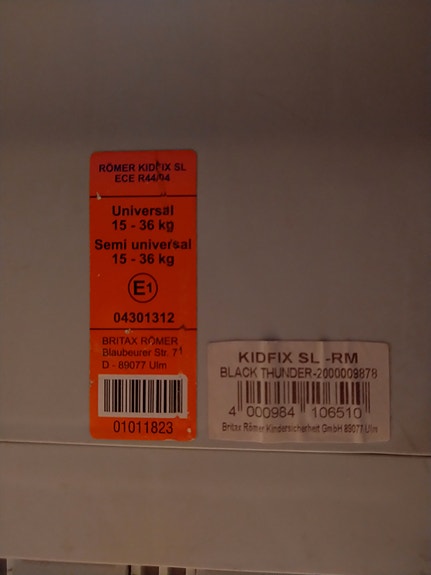 RÖMER KIDFIX SL
ECE R44/04
Universal
15 - 36 kg
Semi universal
15 - 36 kg
E1
04301312
BRITAX RÖMER
Blaubeurer Str. 71
D - 89077 Ulm
01011823
KIDFIX SL -RM
BLACK THUNDER-2000009878
4 000984 106510
Britax Römer Kindersicherheit GmbH 89077 Ulm